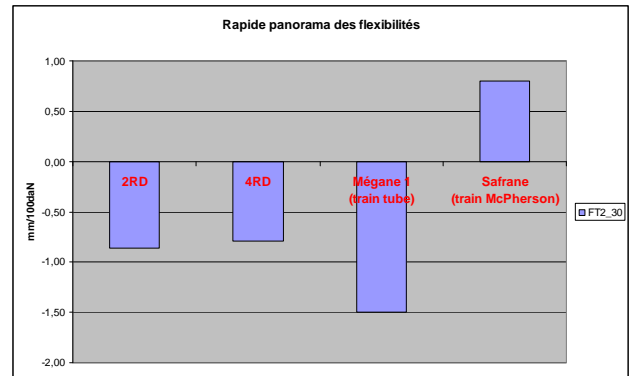 Rapide panorama des flexibilités
1,00
0,50
0,00
-0,50
-1,00
-1,50
-2,00
mm/100daN
2RD
4RD
Mégane 1
(train tube)
Safrane
(train McPherson)
FT2_30